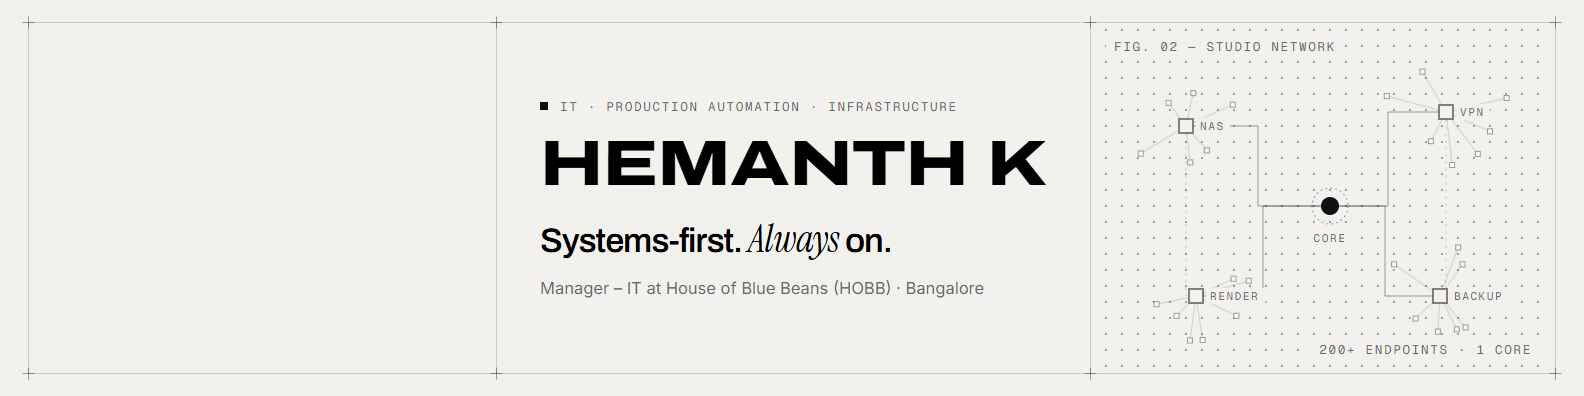 IT · PRODUCTION AUTOMATION · INFRASTRUCTURE
HEMANTH K
Systems-first. Always on.
Manager – IT at House of Blue Beans (HOBB) · Bangalore
FIG. 02 — STUDIO NETWORK
NAS
VPN
CORE
RENDER
BACKUP
200+ ENDPOINTS · 1 CORE